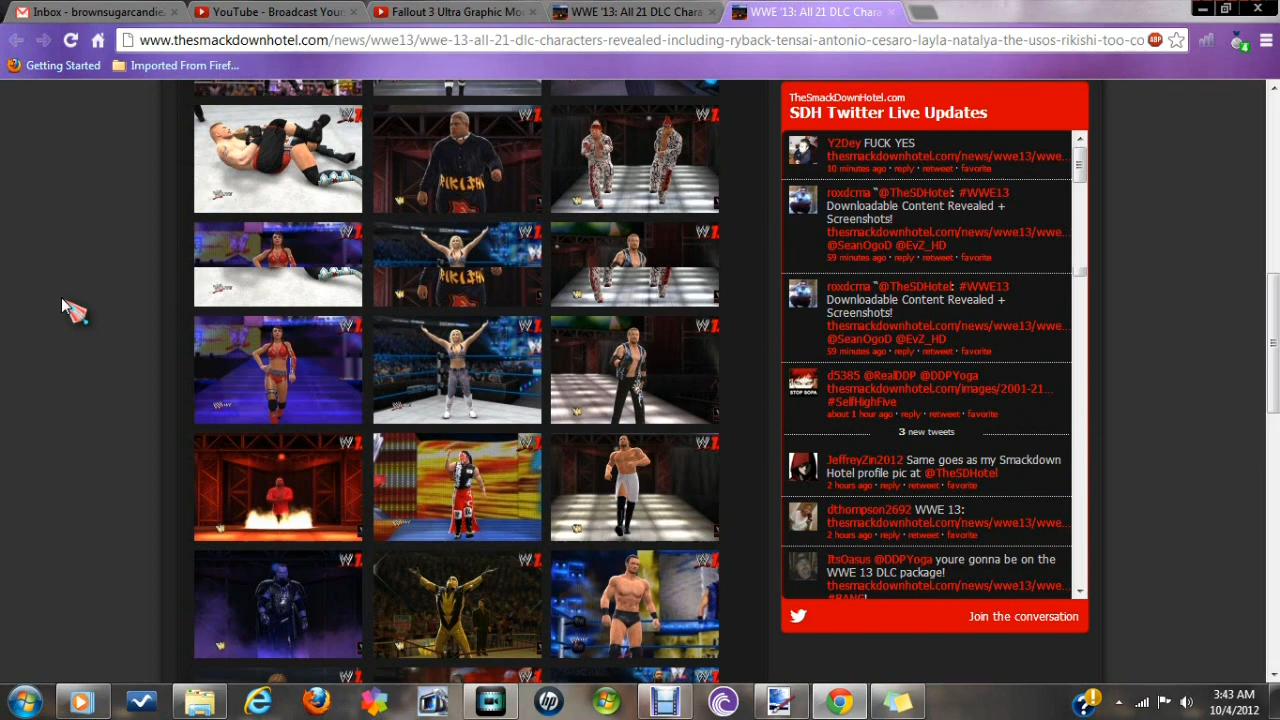 Inbox - brownsugarcandie
YouTube - Broadcast Your
Fallout 3 Ultra Graphic Mo
WWE '13: All 21 DLC Chara
WWE '13: All 21 DLC Chara
www.thesmackdownhotel.com/news/wwe13/wwe-13-all-21-dlc-characters-revealed-including-ryback-tensai-antonio-cesaro-layla-natalya-the-usos-rikishi-too-co
ABP
Getting Started
Imported From Firef...
TheSmackDownHotel.com
SDH Twitter Live Updates
Y2Dey FUCK YES
thesmackdownhotel.com/news/wwe13/wwe...
10 minutes ago · reply · retweet · favorite
roxdcma "@TheSDHotel: #WWE13
Downloadable Content Revealed +
Screenshots!
thesmackdownhotel.com/news/wwe13/wwe...
@SeanOgoD @EvZ_HD
59 minutes ago · reply · retweet · favorite
roxdcma "@TheSDHotel: #WWE13
Downloadable Content Revealed +
Screenshots!
thesmackdownhotel.com/news/wwe13/wwe...
@SeanOgoD @EvZ_HD
59 minutes ago · reply · retweet · favorite
d5385 @RealDDP @DDPYoga
thesmackdownhotel.com/images/2001-21...
#SelfHighFive
about 1 hour ago · reply · retweet · favorite
STOP SOPA
3 new tweets
JeffreyZin2012 Same goes as my Smackdown
Hotel profile pic at @TheSDHotel
2 hours ago · reply · retweet · favorite
dthompson2692 WWE 13:
thesmackdownhotel.com/news/wwe13/wwe...
2 hours ago · reply · retweet · favorite
ItsOasus @DDPYoga youre gonna be on the
WWE 13 DLC package!
thesmackdownhotel.com/news/wwe13/wwe...
#BANG!
Join the conversation
RIKISH
hp
3:43 AM
10/4/2012